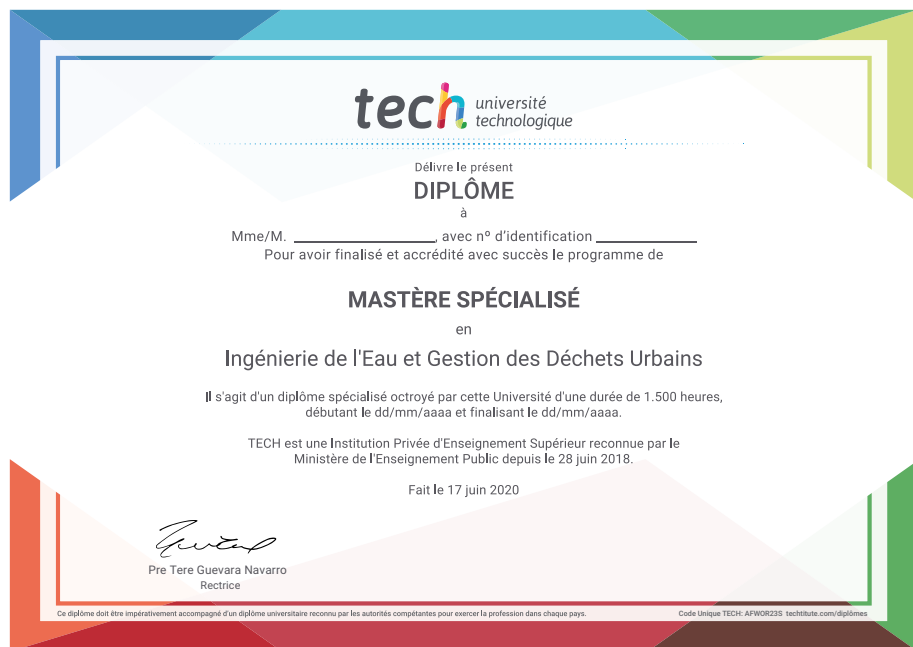 tech université
technologique
Délivre le présent
DIPLÔME
à
Mme/M. ____________, avec nº d'identification ____________
Pour avoir finalisé et accrédité avec succès le programme de
MASTÈRE SPÉCIALISÉ
en
Ingénierie de l'Eau et Gestion des Déchets Urbains
Il s'agit d'un diplôme spécialisé octroyé par cette Université d'une durée de 1.500 heures,
débutant le dd/mm/aaaa et finalisant le dd/mm/aaaa.
TECH est une Institution Privée d'Enseignement Supérieur reconnue par le
Ministère de l'Enseignement Public depuis le 28 juin 2018.
Fait le 17 juin 2020
Pre Tere Guevara Navarro
Rectrice
Ce diplôme doit être impérativement accompagné d'un diplôme universitaire reconnu par les autorités compétantes pour exercer la profession dans chaque pays.
Code Unique TECH: AFWOR23S techtitute.com/diplômes